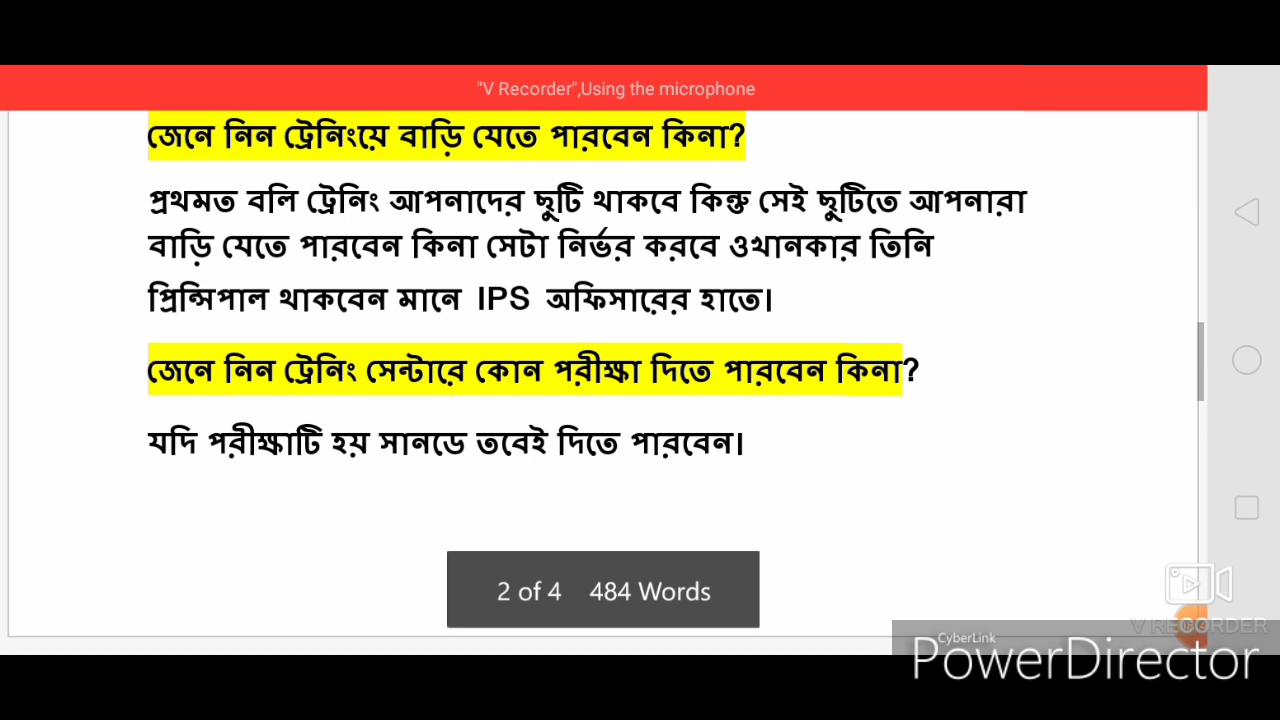 "V Recorder",Using the microphone
জেনে নিন ট্রেনিংয়ে বাড়ি যেতে পারবেন কিনা?
প্রথমত বলি ট্রেনিং আপনাদের ছুটি থাকবে কিন্তু সেই ছুটিতে আপনারা
বাড়ি যেতে পারবেন কিনা সেটা নির্ভর করবে ওখানকার তিনি
প্রিন্সিপাল থাকবেন মানে IPS অফিসারের হাতে।
জেনে নিন ট্রেনিং সেন্টারে কোন পরীক্ষা দিতে পারবেন কিনা?
যদি পরীক্ষাটি হয় সানডে তবেই দিতে পারবেন।
2 of 4 484 Words
V RECORDER
CyberLink
PowerDirector